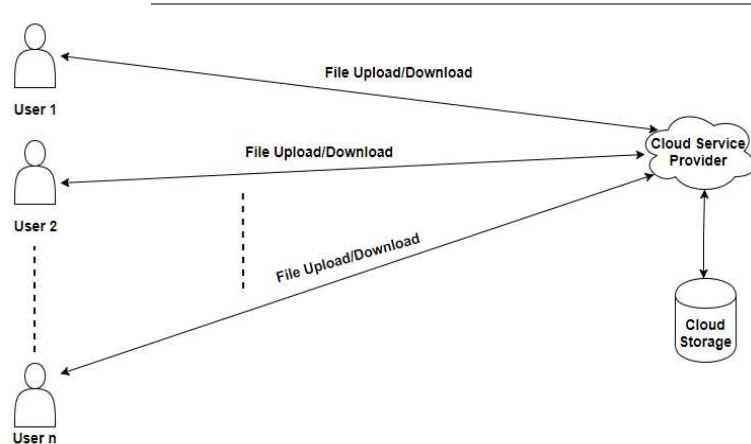 File Upload/Download
User 1
File Upload/Download
Cloud Service
Provider
User 2
File Upload/Download
Cloud
Storage
User n